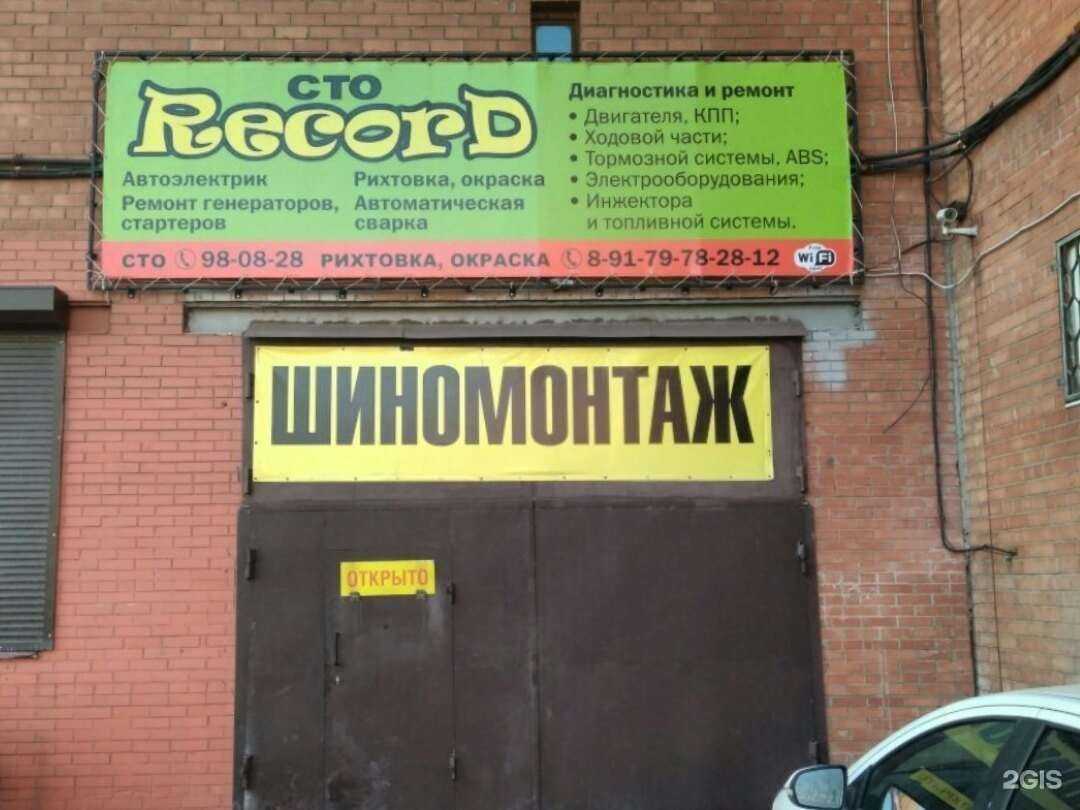 СТО
RecorD
Автоэлектрик
Ремонт генераторов,
стартеров
Рихтовка, окраска
Автоматическая
сварка
Диагностика и ремонт
• Двигателя, КПП;
• Ходовой части;
• Тормозной системы, ABS;
• Электрооборудования;
• Инжектора
и топливной системы.
СТО 98-08-28 РИХТОВКА, ОКРАСКА 8-91-79-78-28-12 WiFi
ШИНОМОНТАЖ
ОТКРЫТО
2GIS